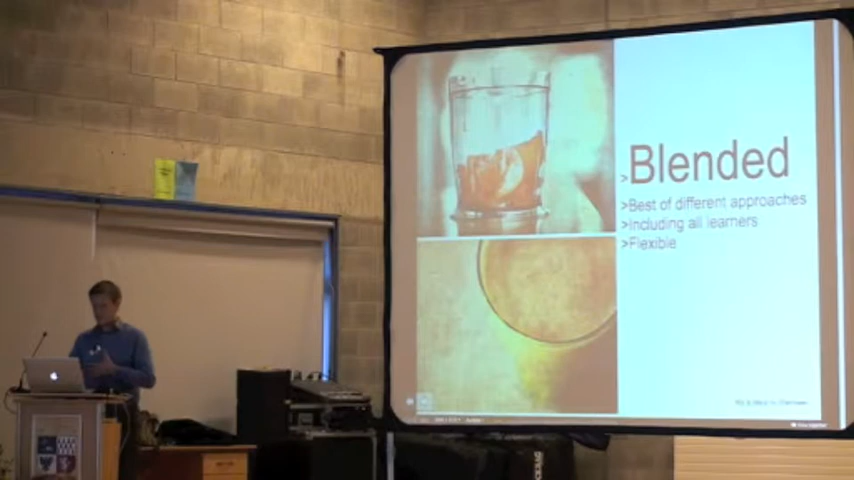 >Blended
>Best of different approaches
>Including all learners
>Flexible